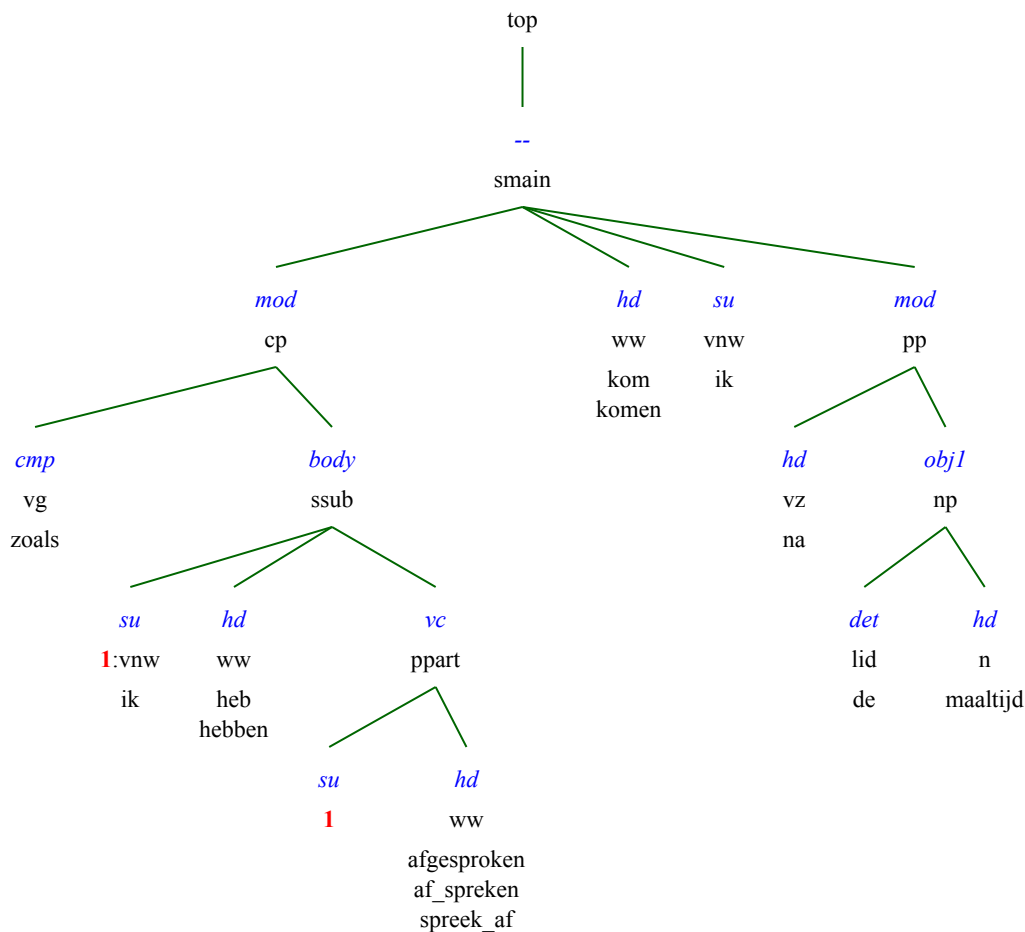 top
--
smain
mod hd su mod
cp ww vnw pp
kom ik
komen
cmp body hd obj1
vg ssub vz np
zoals na
su hd vc det hd
1:vnw ww ppart lid n
ik heb de maaltijd
hebben
su hd
1 ww
afgesproken
af_spreken
spreek_af